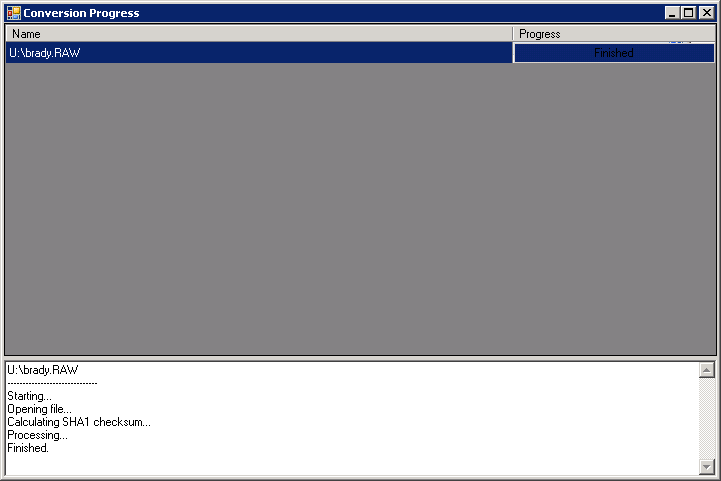 Conversion Progress
Name Progress
U:\brady.RAW Finished
U:\brady.RAW
------------------------------
Starting...
Opening file...
Calculating SHA1 checksum...
Processing...
Finished.